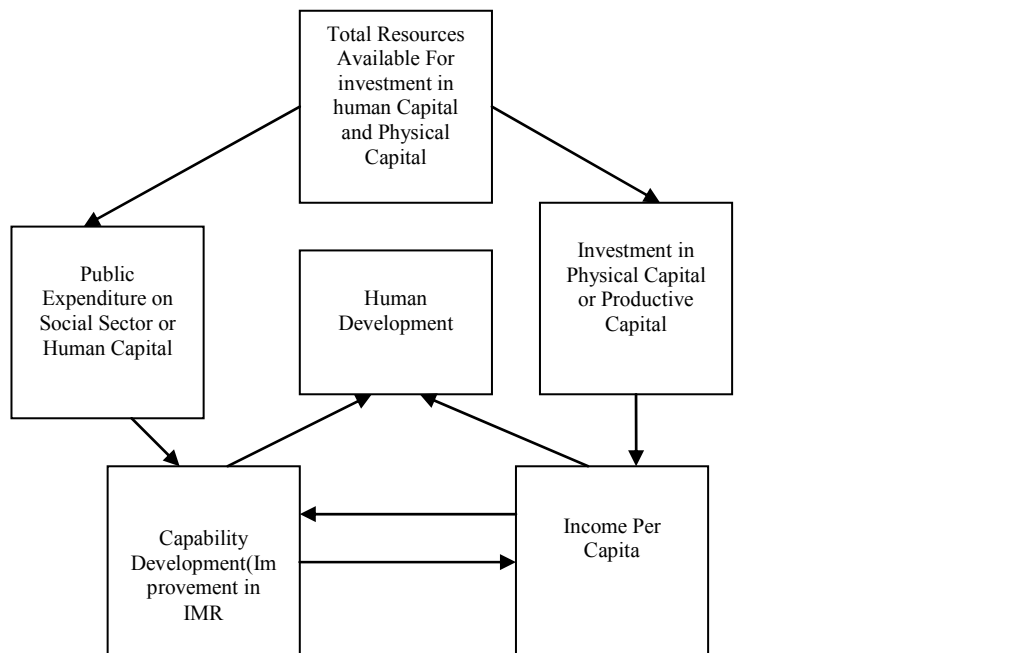 Total Resources
Available For
investment in
human Capital
and Physical
Capital
Public
Expenditure on
Social Sector or
Human Capital
Human
Development
Investment in
Physical Capital
or Productive
Capital
Capability
Development(Im
provement in
IMR
Income Per
Capita